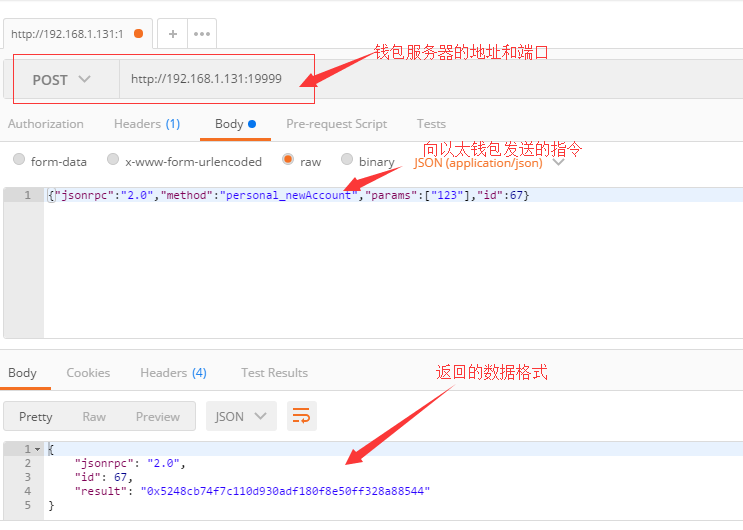 http://192.168.1.131:1
+
•••
钱包服务器的地址和端口
POST
http://192.168.1.131:19999
Authorization
Headers (1)
Body
Pre-request Script
Tests
向以太钱包发送的指令
form-data
x-www-form-urlencoded
raw
binary
JSON (application/json)
1 {"jsonrpc":"2.0","method":"personal_newAccount","params":["123"],"id":67}
返回的数据格式
Body
Cookies
Headers (4)
Test Results
Pretty
Raw
Preview
JSON
1 {
2 "jsonrpc": "2.0",
3 "id": 67,
4 "result": "0x5248cb74f7c110d930adf180f8e50ff328a88544"
5 }